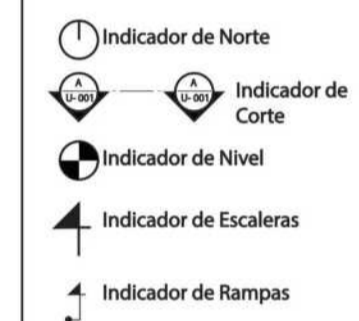 Indicador de Norte
A A
U-001 U-001
Indicador de
Corte
Indicador de Nivel
Indicador de Escaleras
Indicador de Rampas